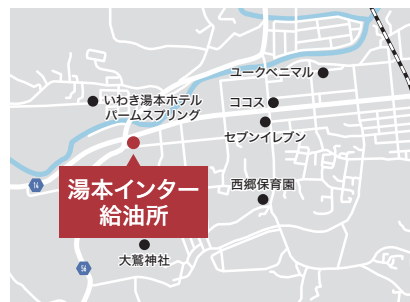 ユークベニマル
いわき湯本ホテル
パームスプリング
ココス
セブンイレブン
湯本インター
給油所
西郷保育園
14
56
大鷲神社